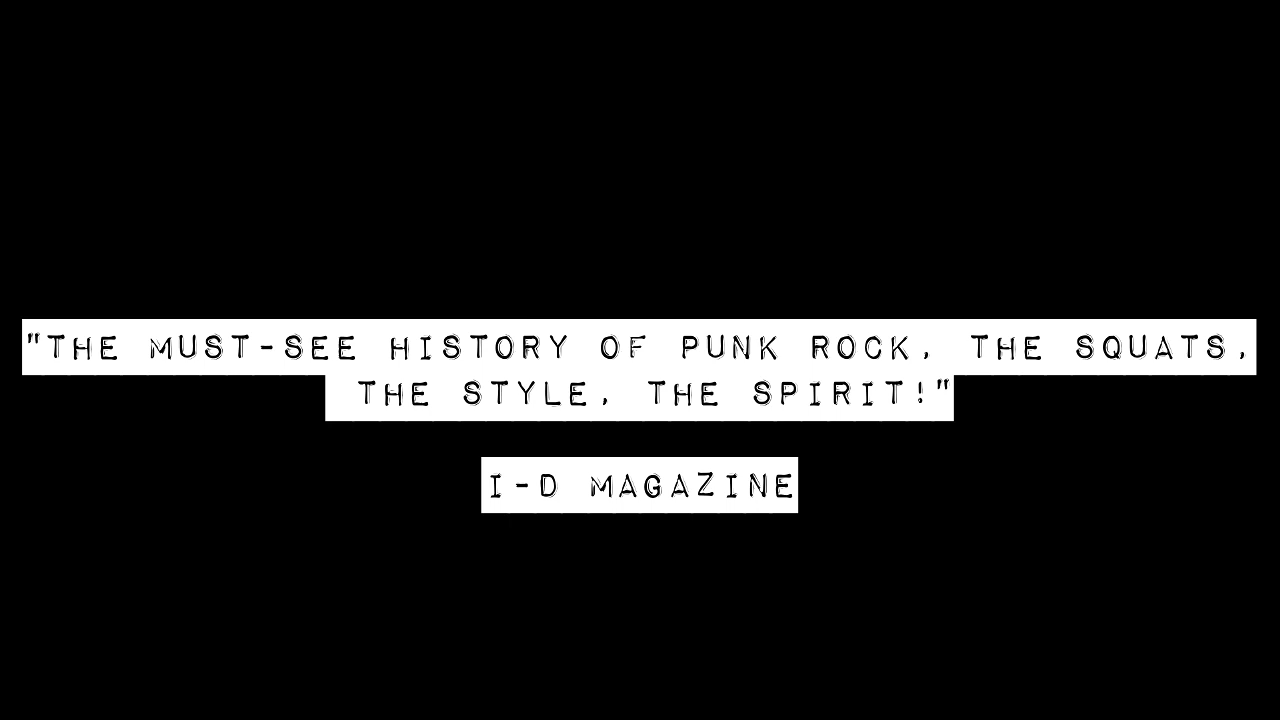 "THE MUST-SEE HISTORY OF PUNK ROCK, THE SQUATS,
THE STYLE, THE SPIRIT!"
I-D MAGAZINE